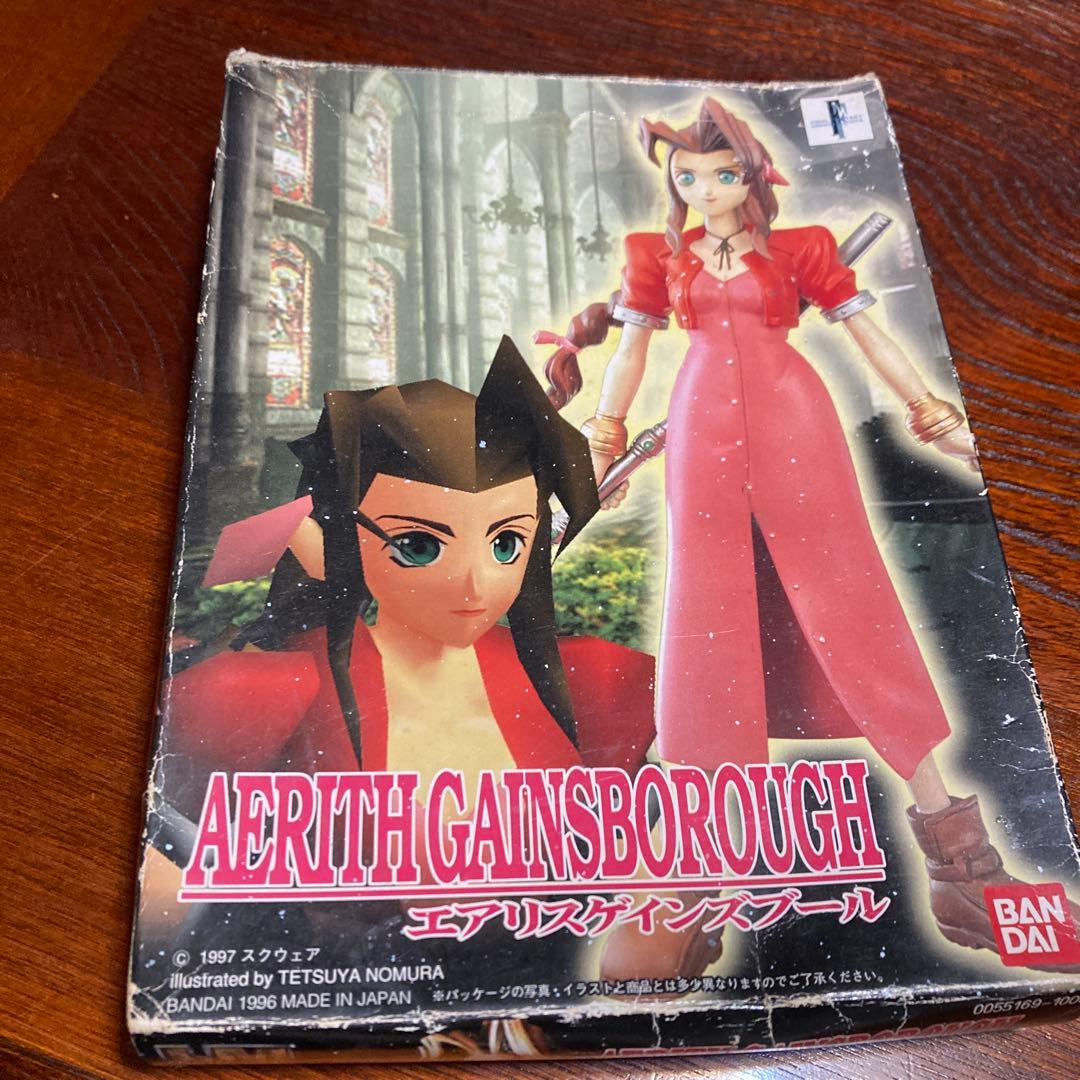 AERITH GAINSBOROUGH
エアリスゲインズブール
© 1997 スクウェア
illustrated by TETSUYA NOMURA
BANDAI 1996 MADE IN JAPAN
※パッケージの写真・イラストと商品とは多少異なりますのでご了承ください。
BAN
DAI